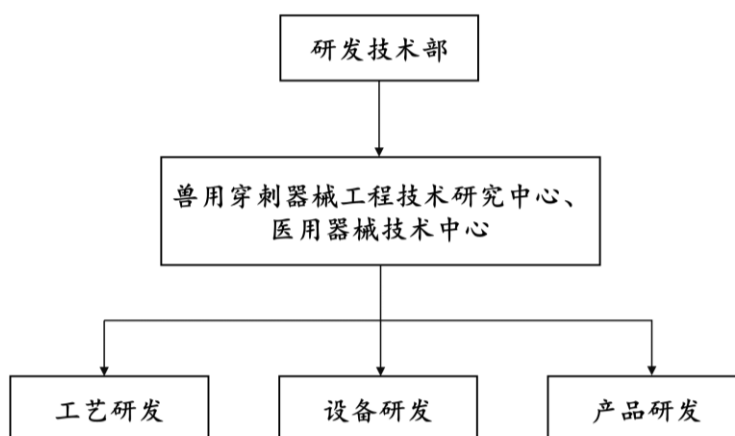 研发技术部
兽用穿刺器械工程技术研究中心、
医用器械技术中心
工艺研发
设备研发
产品研发